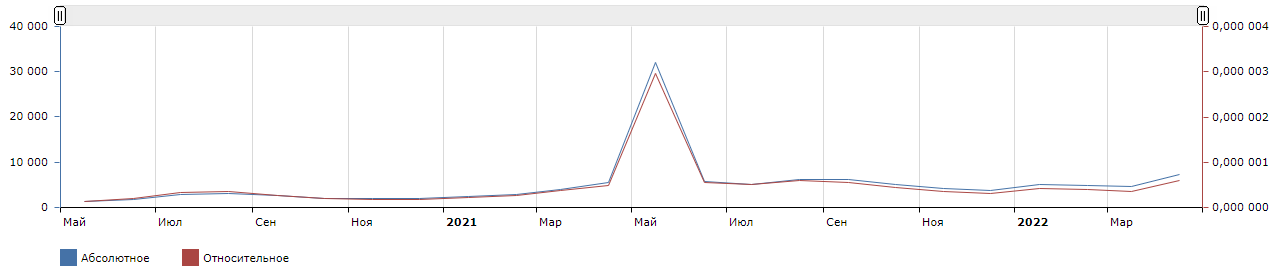 40 000 0,000 004
30 000 0,000 003
20 000 0,000 002
10 000 0,000 001
0 0,000 000
Май Июл Сен Ноя 2021 Мар Май Июл Сен Ноя 2022 Мар
Абсолютное Относительное